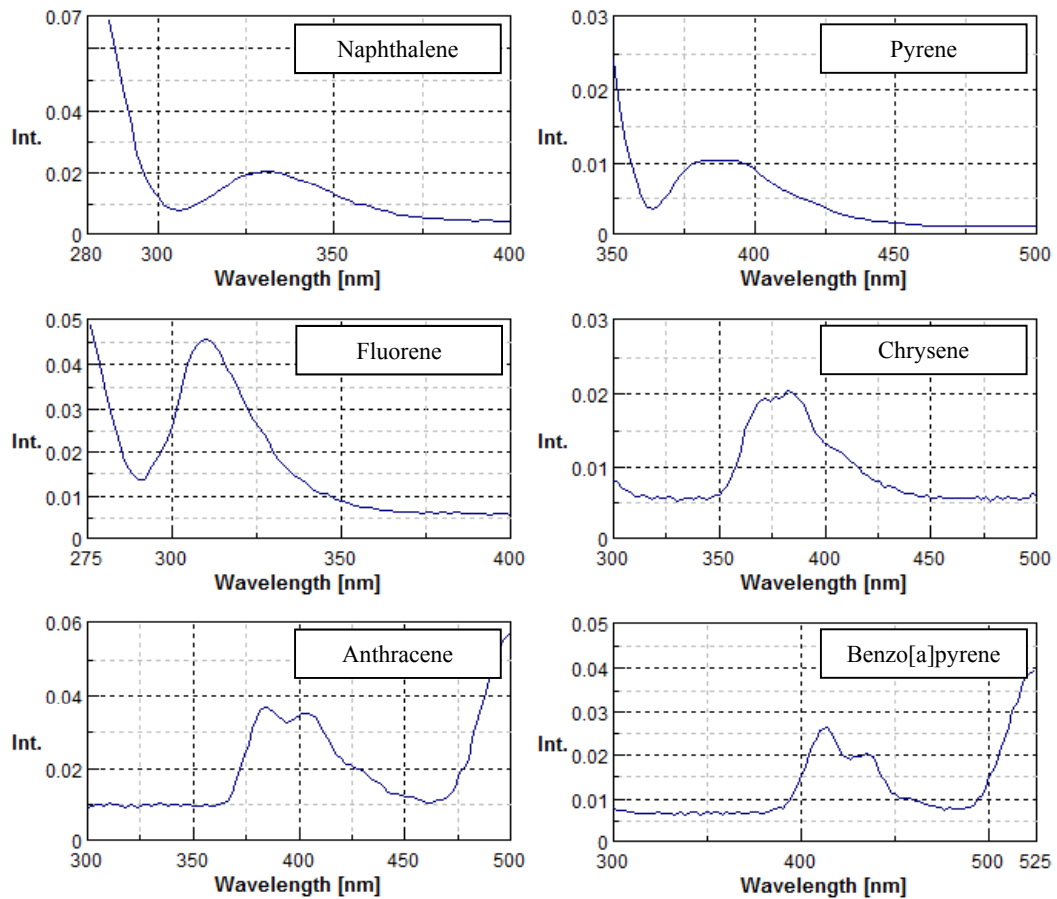 Naphthalene
0.07
0.04
Int.
0.02
0
280 300 350 400
Wavelength [nm]
Pyrene
0.03
0.02
Int.
0.01
0
350 400 450 500
Wavelength [nm]
Fluorene
0.05
0.04
0.03
Int.
0.02
0.01
0
275 300 350 400
Wavelength [nm]
Chrysene
0.03
0.02
Int.
0.01
0
300 350 400 450 500
Wavelength [nm]
Anthracene
0.06
0.04
Int.
0.02
0
300 350 400 450 500
Wavelength [nm]
Benzo[a]pyrene
0.05
0.04
0.03
Int.
0.02
0.01
0
300 400 500 525
Wavelength [nm]